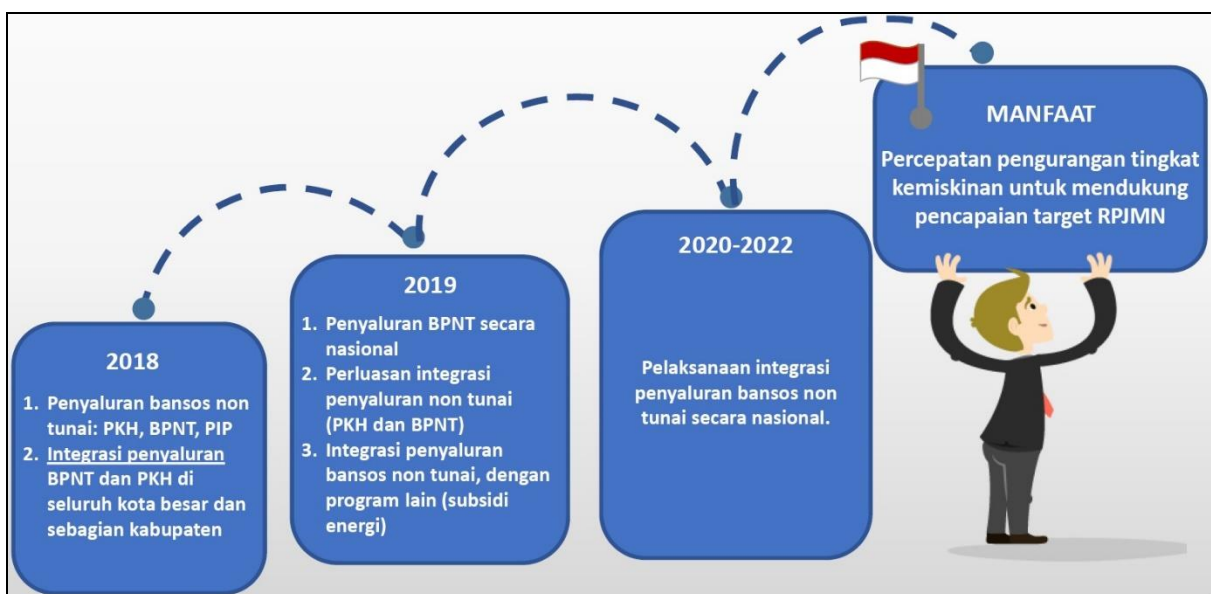 2018
1. Penyaluran bansos non
tunai: PKH, BPNT, PIP
2. Integrasi penyaluran
BPNT dan PKH di
seluruh kota besar dan
sebagian kabupaten
2019
1. Penyaluran BPNT secara
nasional
2. Perluasan integrasi
penyaluran non tunai
(PKH dan BPNT)
3. Integrasi penyaluran
bansos non tunai, dengan
program lain (subsidi
energi)
2020-2022
Pelaksanaan integrasi
penyaluran bansos non
tunai secara nasional.
MANFAAT
Percepatan pengurangan tingkat
kemiskinan untuk mendukung
pencapaian target RPJMN